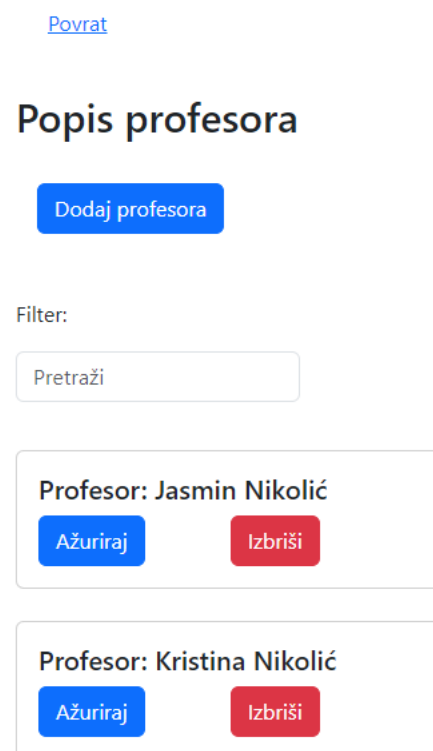 Povrat
Popis profesora
Dodaj profesora
Filter:
Pretraži
Profesor: Jasmin Nikolić
Ažuriraj Izbriši
Profesor: Kristina Nikolić
Ažuriraj Izbriši